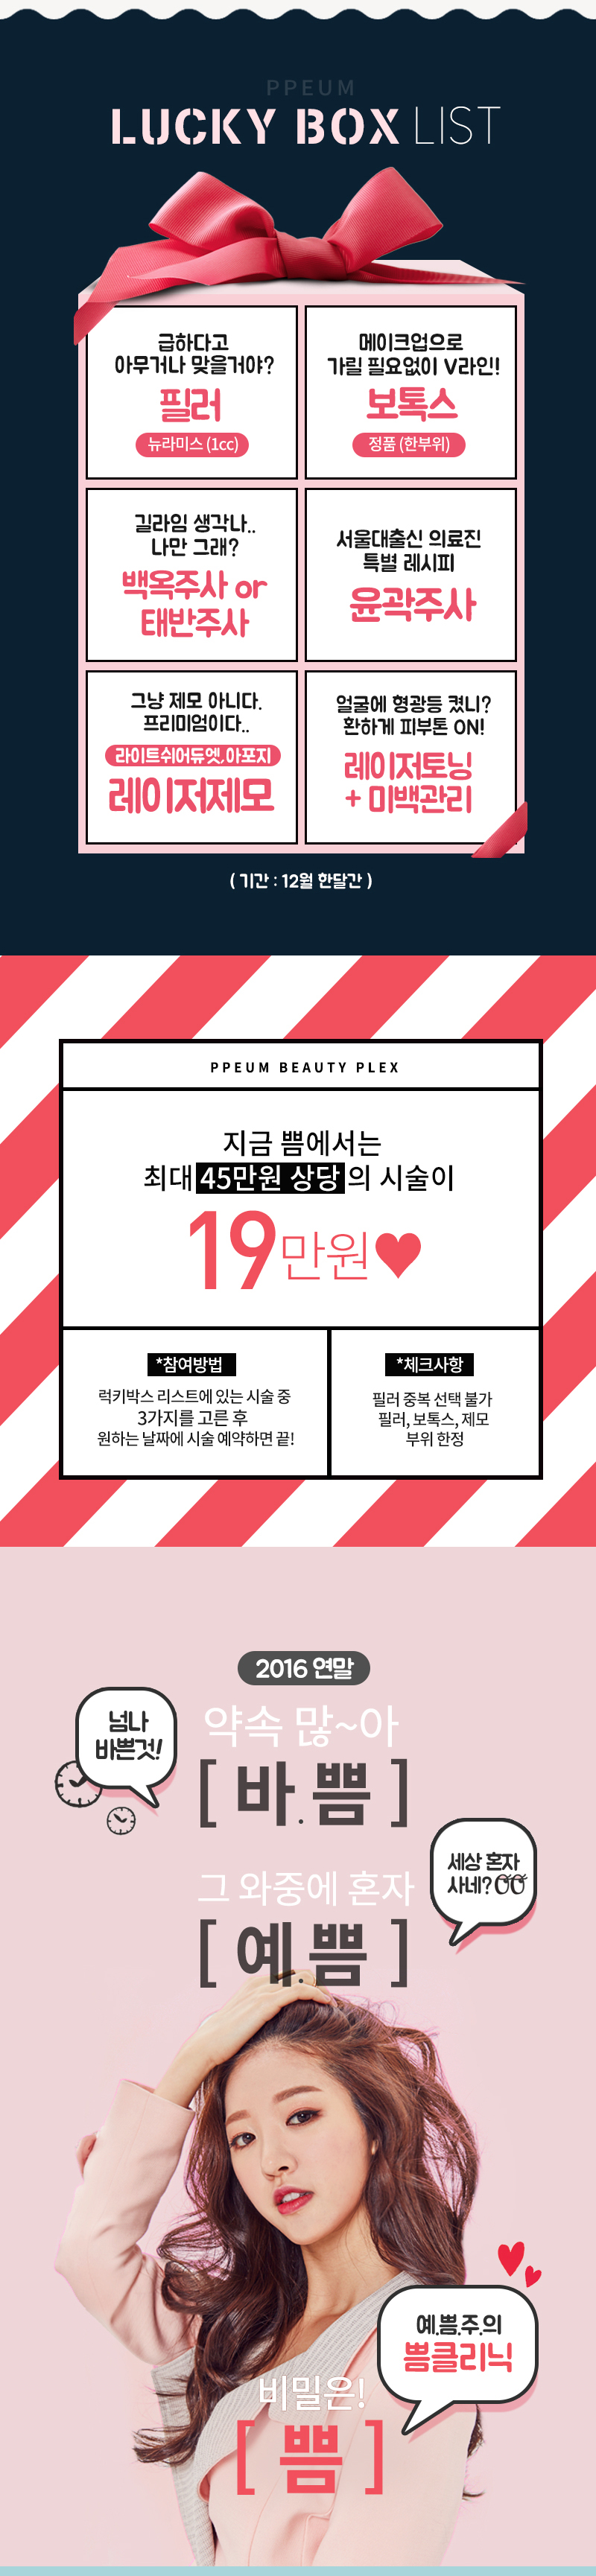 PPEUM
LUCKY BOX LIST
급하다고
아무거나 맞을거야?
필러
뉴라미스 (1cc)
메이크업으로
가릴 필요없이 V라인!
보톡스
정품 (한부위)
길라임 생각나..
나만 그래?
백옥주사 or
태반주사
서울대출신 의료진
특별 레시피
윤곽주사
그냥 제모 아니다.
프리미엄이다..
라이트쉬어듀엣.아포지
레이저제모
얼굴에 형광등 켰니?
환하게 피부톤 ON!
레이저토닝
+ 미백관리
( 기간 : 12월 한달간 )
PPEUM BEAUTY PLEX
지금 쁨에서는
최대 45만원 상당의 시술이
19만원♥
*참여방법
럭키박스 리스트에 있는 시술 중
3가지를 고른 후
원하는 날짜에 시술 예약하면 끝!
*체크사항
필러 중복 선택 불가
필러, 보톡스, 제모
부위 한정
2016 연말
넘나
바쁜것!
약속 많~아
[ 바.쁨 ]
세상 혼자
사네?
그 와중에 혼자
[ 예.쁨 ]
예.쁨.주.의
쁨클리닉
비밀은!
[ 쁨 ]